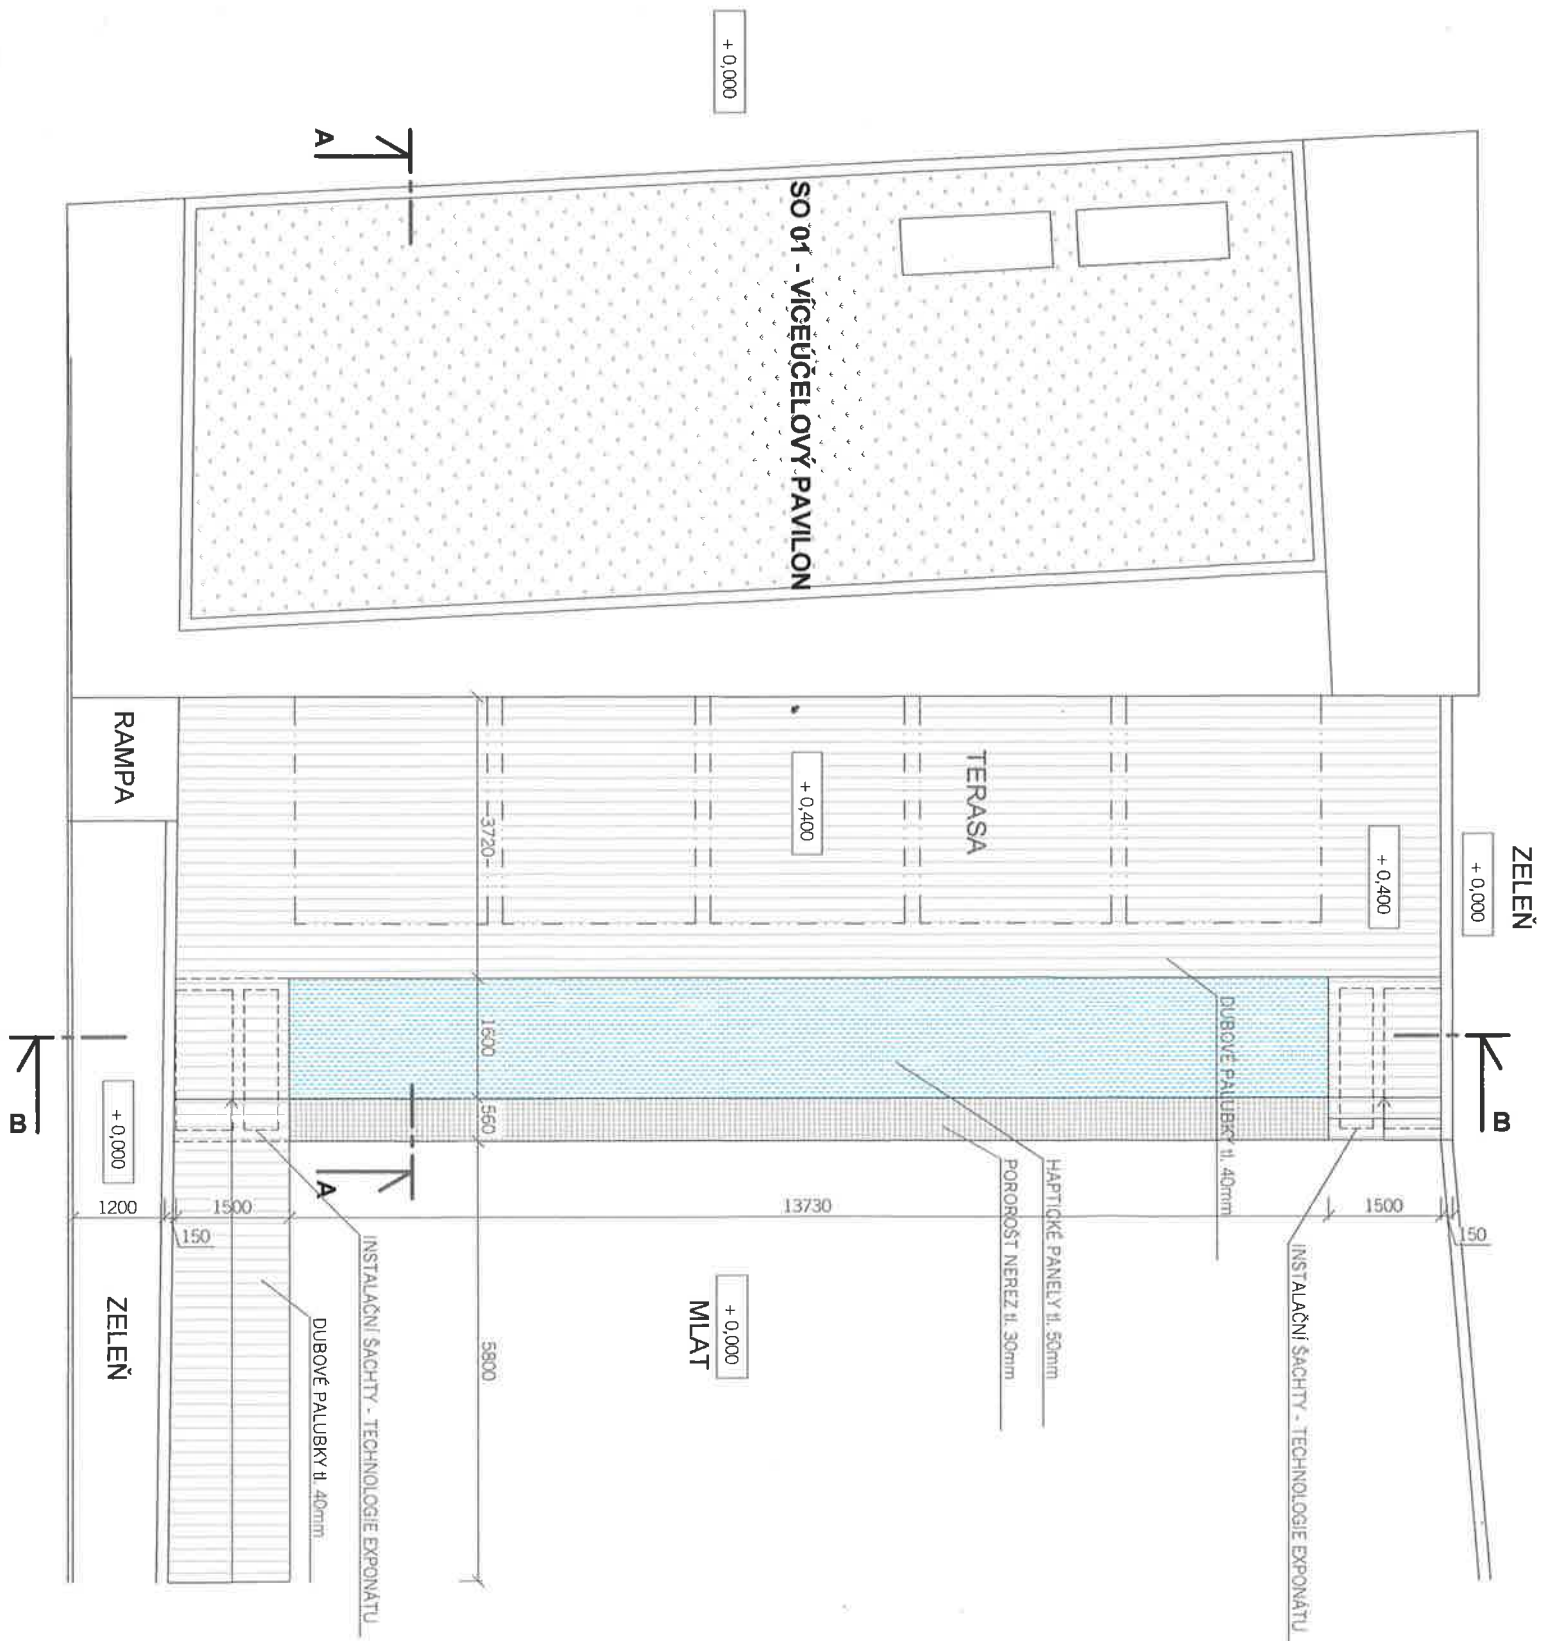 + 0,000
A
SO 01 - VÍCEÚČELOVÝ PAVILON
RAMPA
TERASA
+ 0,400
+ 0,400
+ 0,000
ZELEŇ
3720
1600
560
5800
DUBOVÉ PALUBKY tl. 40mm
HAPTICKÉ PANELY tl. 50mm
POROROŠT NEREZ tl. 30mm
B
B
A
+ 0,000
1200
150
1500
13730
1500
150
INSTALAČNÍ ŠACHTY - TECHNOLOGIE EXPONÁTU
INSTALAČNÍ ŠACHTY - TECHNOLOGIE EXPONÁTU
DUBOVÉ PALUBKY tl. 40mm
ZELEŇ
+ 0,000
MLAT